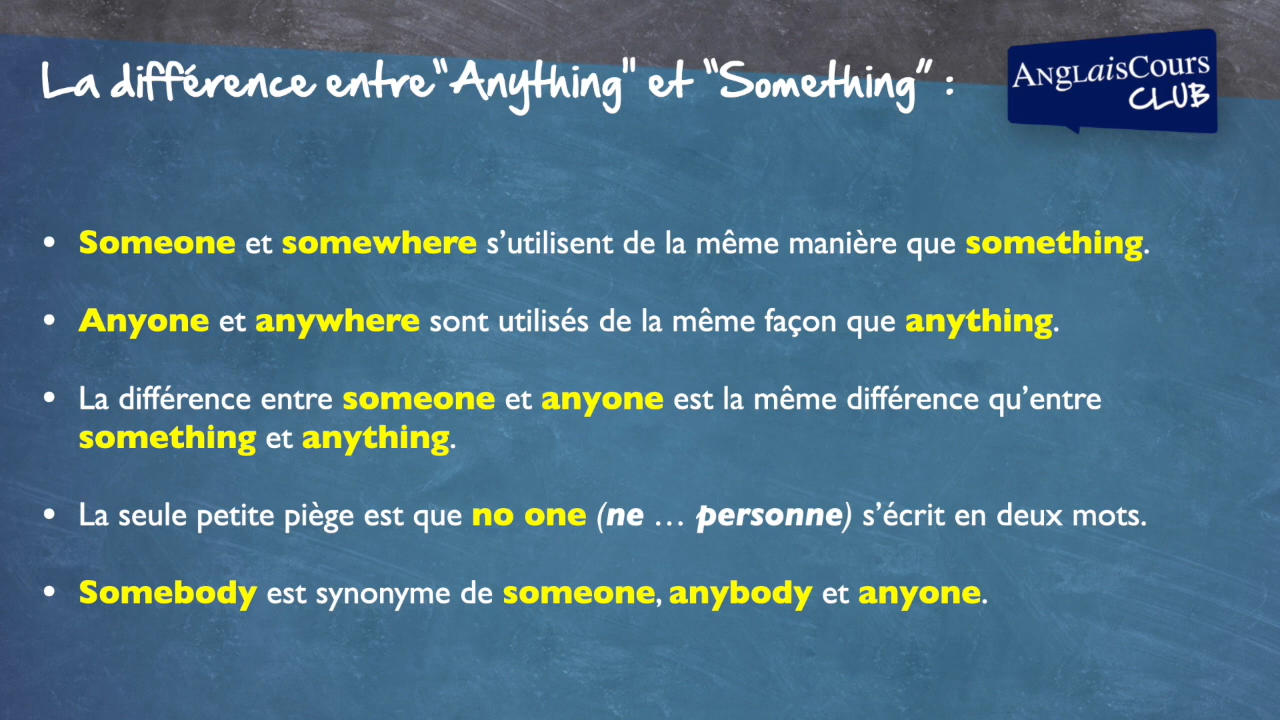 La différence entre "Anything" et "Something" :
AnglaisCours
CLUB
• Someone et somewhere s’utilisent de la même manière que something.
• Anyone et anywhere sont utilisés de la même façon que anything.
• La différence entre someone et anyone est la même différence qu’entre
something et anything.
• La seule petite piège est que no one (ne … personne) s’écrit en deux mots.
• Somebody est synonyme de someone, anybody et anyone.